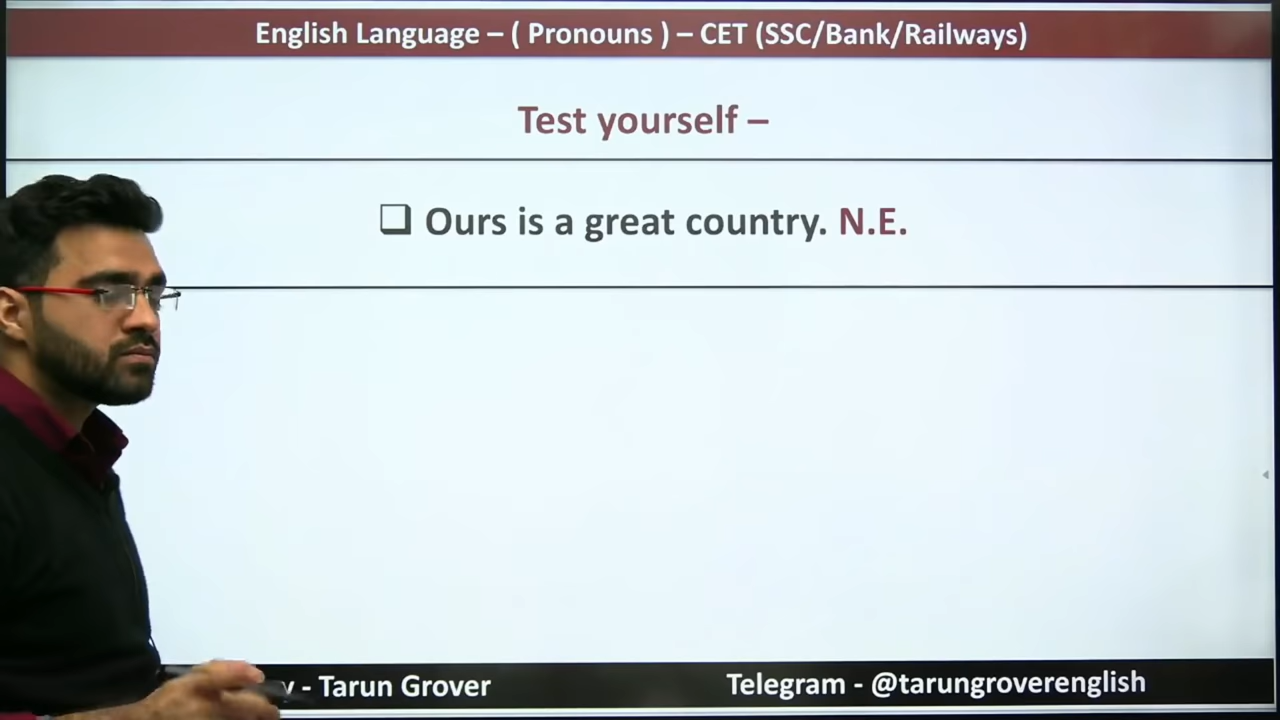 English Language – ( Pronouns ) – CET (SSC/Bank/Railways)
Test yourself –
❑ Ours is a great country. N.E.
- Tarun Grover
Telegram - @tarungroverenglish